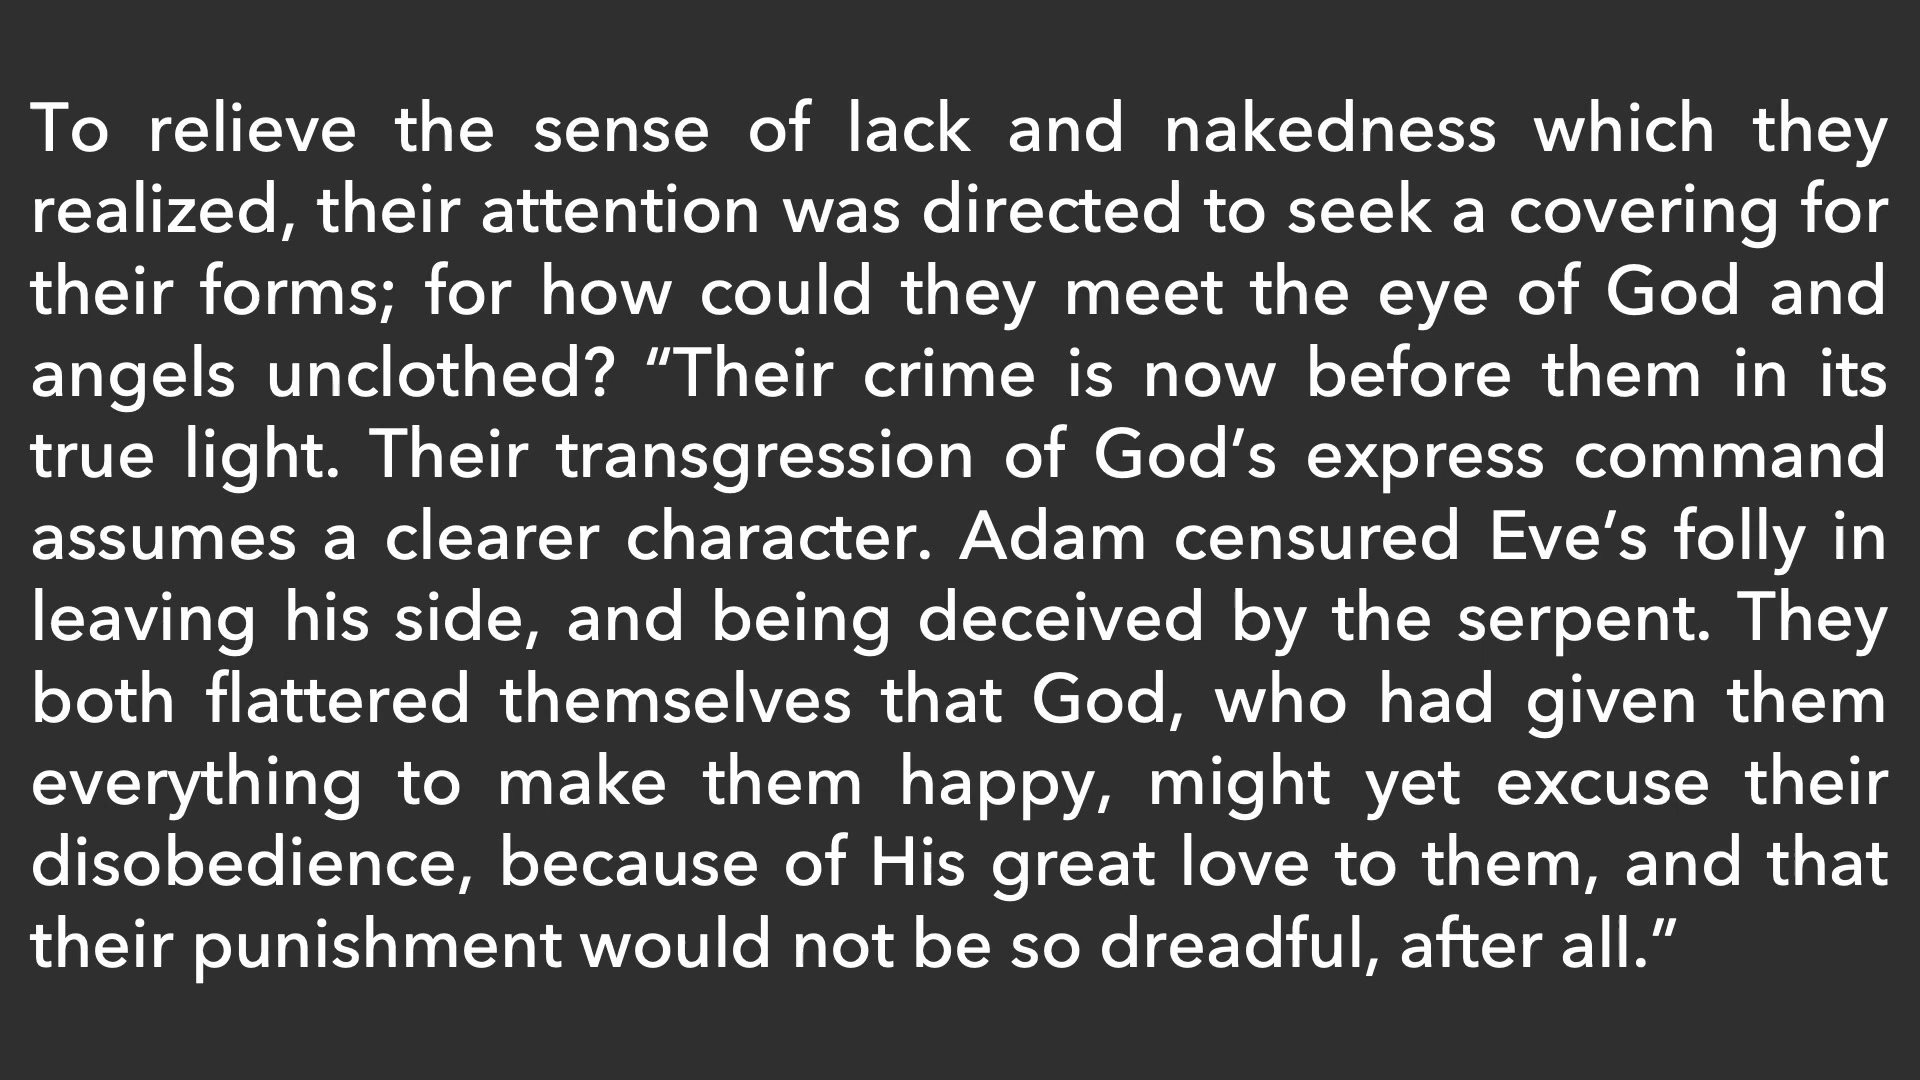 To relieve the sense of lack and nakedness which they
realized, their attention was directed to seek a covering for
their forms; for how could they meet the eye of God and
angels unclothed? “Their crime is now before them in its
true light. Their transgression of God’s express command
assumes a clearer character. Adam censured Eve’s folly in
leaving his side, and being deceived by the serpent. They
both flattered themselves that God, who had given them
everything to make them happy, might yet excuse their
disobedience, because of His great love to them, and that
their punishment would not be so dreadful, after all.”